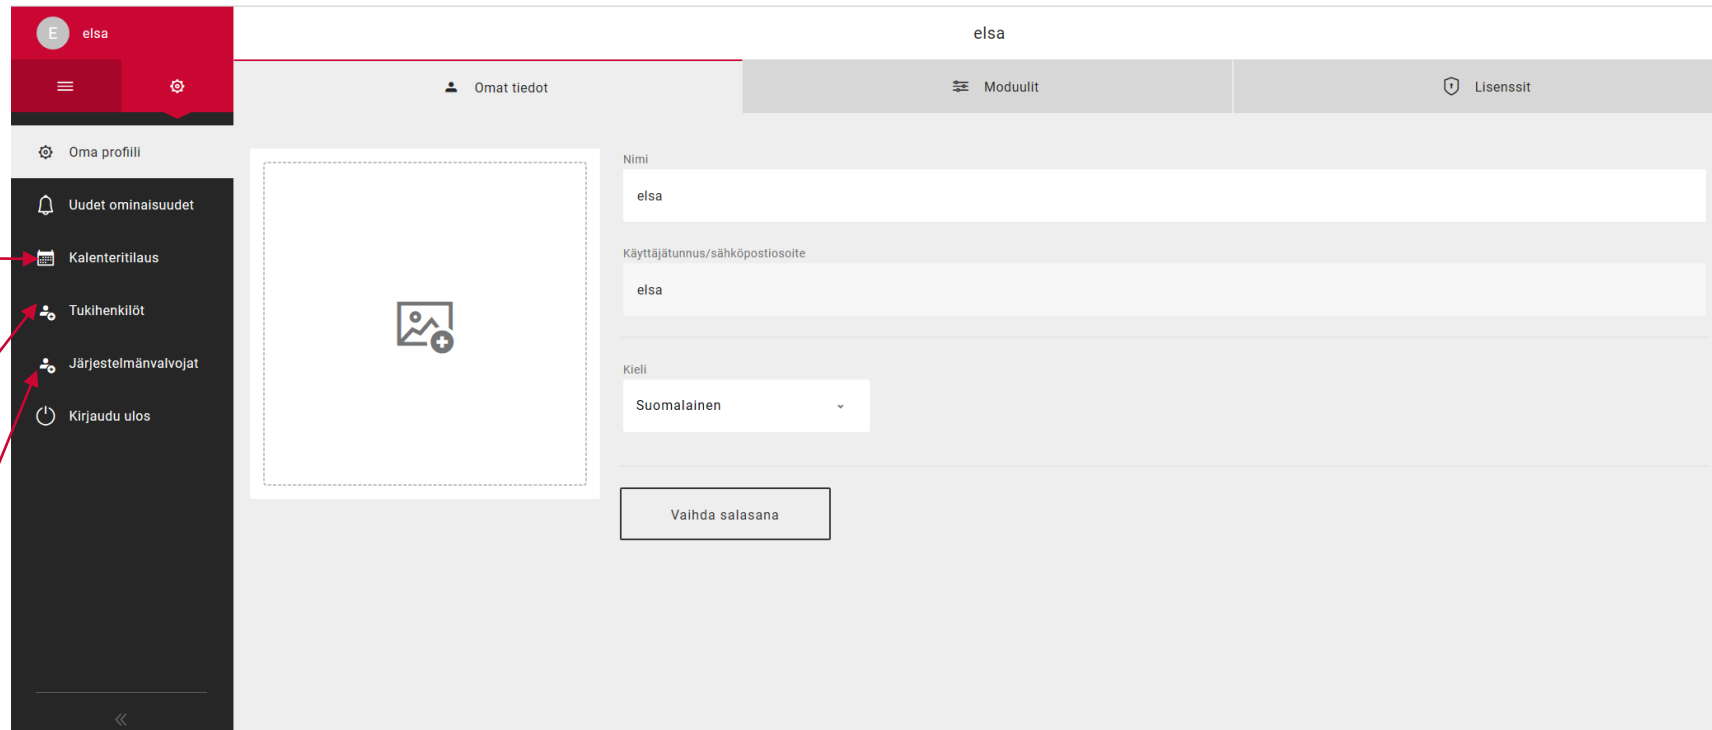 E elsa
elsa
Omat tiedot
Moduulit
Lisenssit
Oma profiili
Uudet ominaisuudet
Kalenteritilaus
Tukihenkilöt
Järjestelmänvalvojat
Kirjaudu ulos
Nimi
elsa
Käyttäjätunnus/sähköpostiosoite
elsa
Kieli
Suomalainen
Vaihda salasana